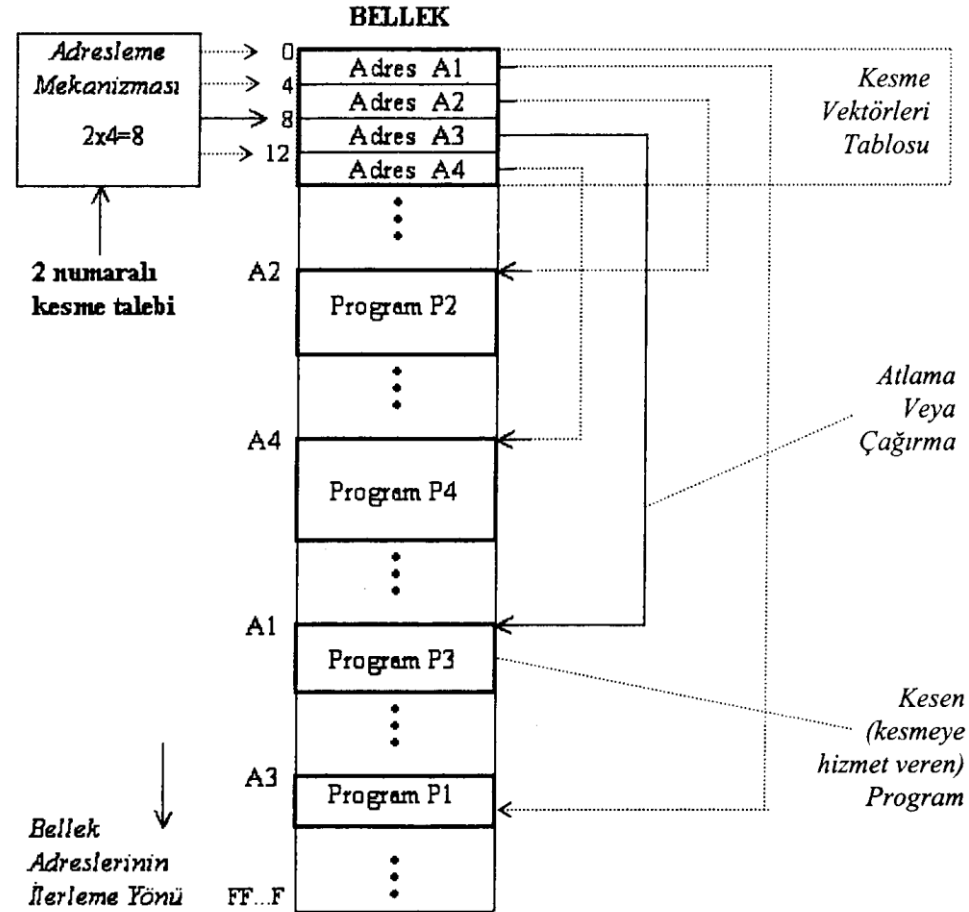 BELLEK
Adresleme
Mekanizması
2x4=8
0
4
8
12
Adres A1
Adres A2
Adres A3
Adres A4
Kesme
Vektörleri
Tablosu
2 numaralı
kesme talebi
A2
Program P2
A4
Program P4
Atlama
Veya
Çağırma
A1
Program P3
Kesen
(kesmeye
hizmet veren)
Program
A3
Program P1
Bellek
Adreslerinin
İlerleme Yönü
FF...F